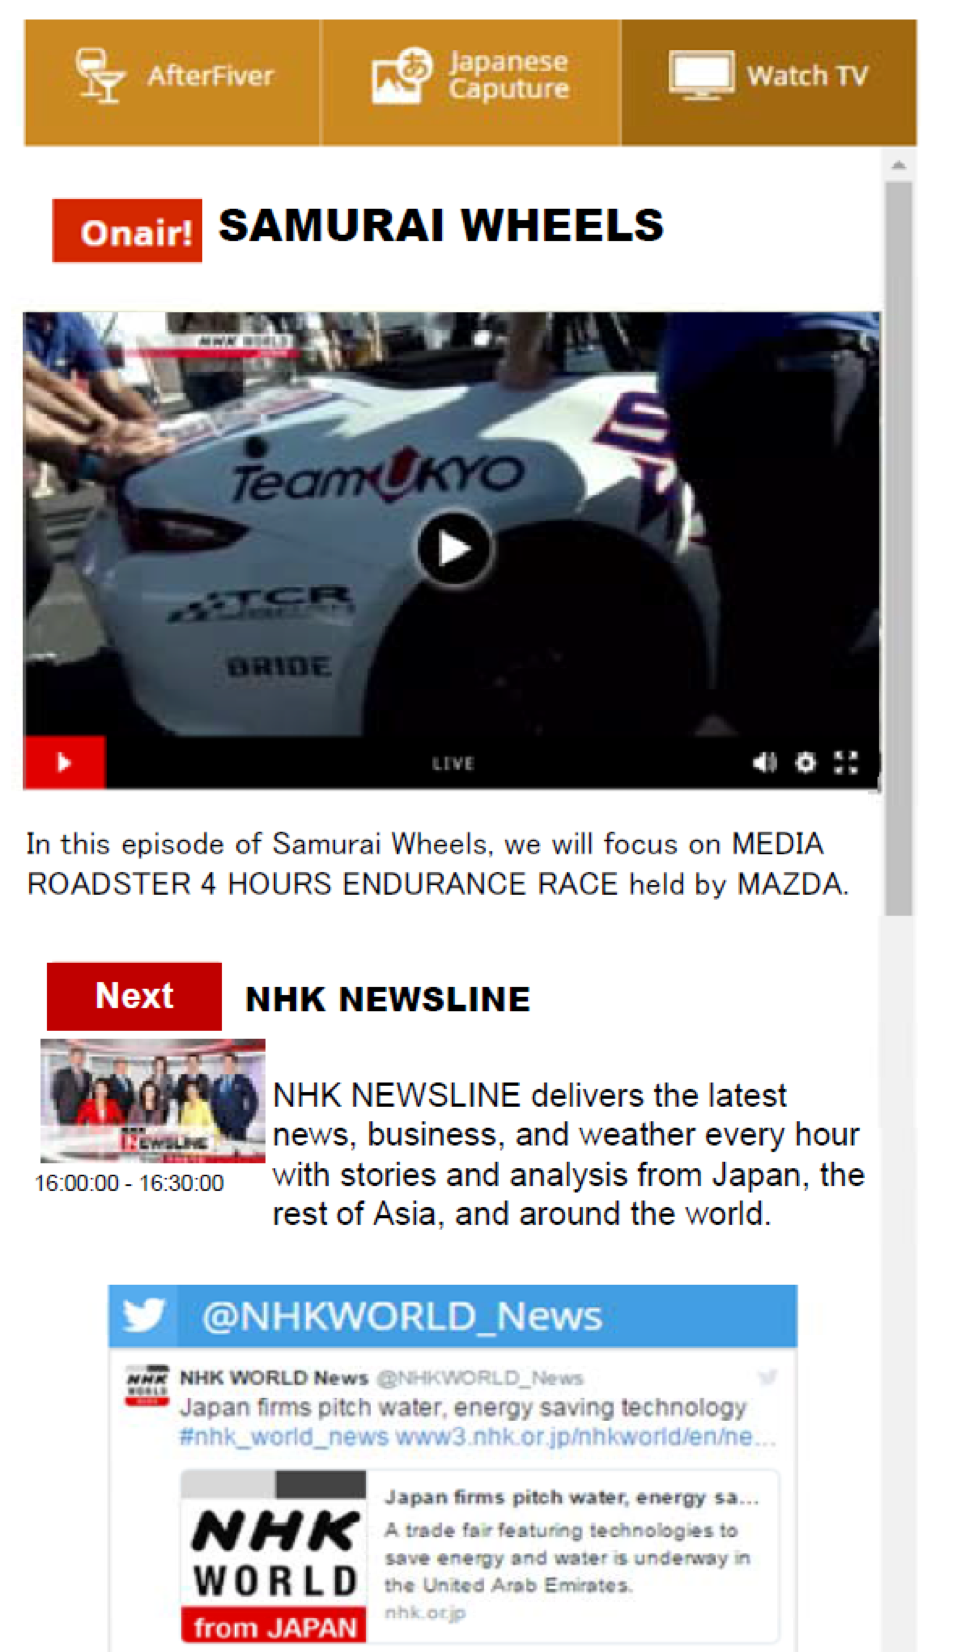 AfterFiver
Japanese
Caputure
Watch TV
あ
Onair!
SAMURAI WHEELS
NHK WORLD
TeamUKYO
TCR
BRIDE
LIVE
In this episode of Samurai Wheels, we will focus on MEDIA
ROADSTER 4 HOURS ENDURANCE RACE held by MAZDA.
Next
NHK NEWSLINE
NEWSLINE
16:00:00 - 16:30:00
NHK NEWSLINE delivers the latest
news, business, and weather every hour
with stories and analysis from Japan, the
rest of Asia, and around the world.
@NHKWORLD_News
NHK WORLD
NHK WORLD News @NHKWORLD_News
Japan firms pitch water, energy saving technology
#nhk_world_news www3.nhk.or.jp/nhkworld/en/ne...
NHK
WORLD
from JAPAN
Japan firms pitch water, energy sa...
A trade fair featuring technologies to
save energy and water is underway in
the United Arab Emirates.
nhk.or.jp